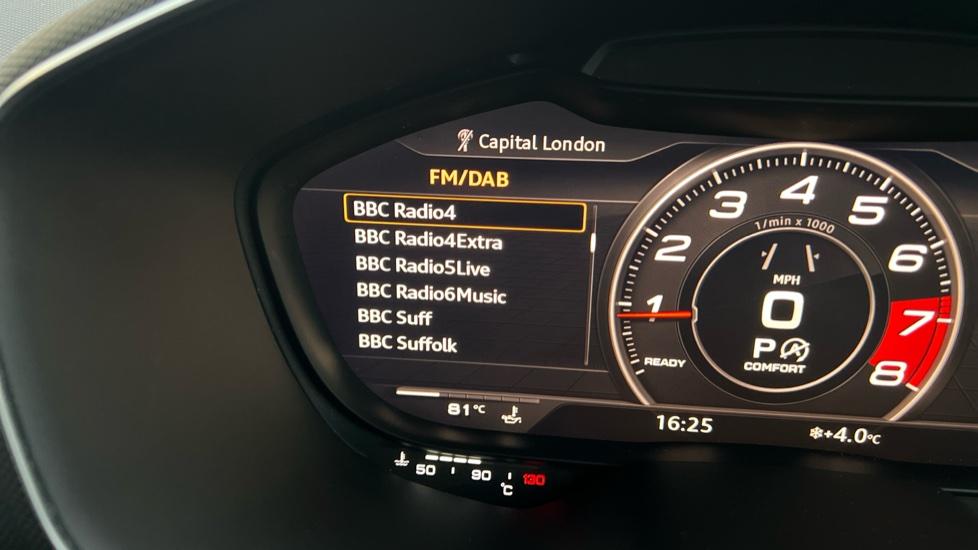 Capital London
FM/DAB
BBC Radio4
BBC Radio4Extra
BBC Radio5Live
BBC Radio6Music
BBC Suff
BBC Suffolk
81°C
1 2 3 4 5 6 7 8
1/min x 1000
MPH
0
P
COMFORT
READY
16:25
+4.0°C
50 90 130
°C